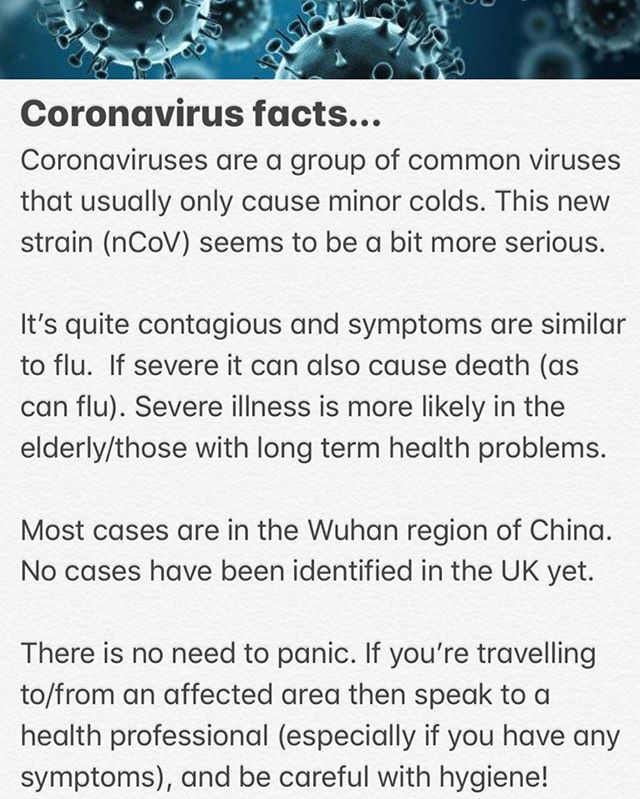 Coronavirus facts...
Coronaviruses are a group of common viruses
that usually only cause minor colds. This new
strain (nCoV) seems to be a bit more serious.
It's quite contagious and symptoms are similar
to flu.  If severe it can also cause death (as
can flu). Severe illness is more likely in the
elderly/those with long term health problems.
Most cases are in the Wuhan region of China.
No cases have been identified in the UK yet.
There is no need to panic. If you're travelling
to/from an affected area then speak to a
health professional (especially if you have any
symptoms), and be careful with hygiene!